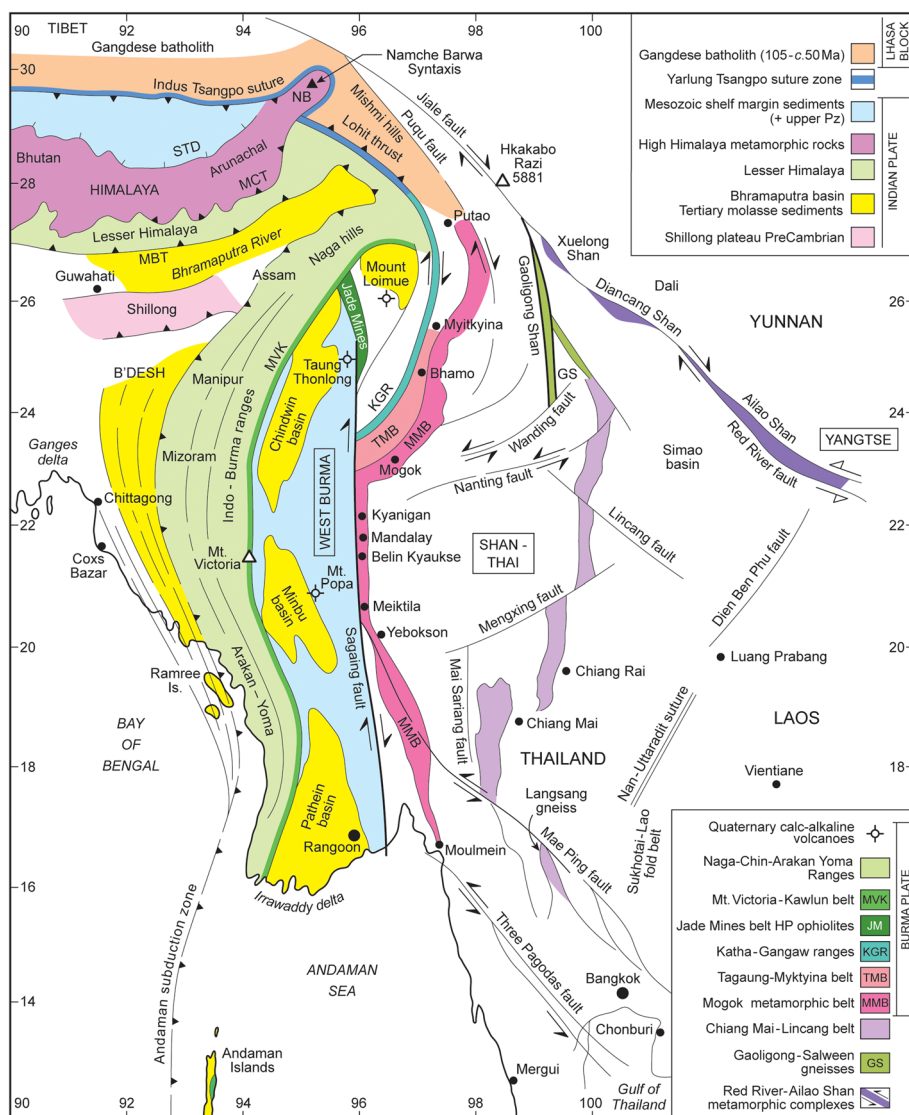 90
TIBET
92
94
96
98
100
Gangdese batholith
Namche Barwa
Syntaxis
30
Indus Tsangpo suture
NB
Mishmi hills
Jiale fault
Puqu fault
Lohit thrust
STD
Arunachal
Bhutan
MCT
HIMALAYA
28
Hkakabo
Razi
5881
Putao
Lesser Himalaya
MBT
Bhramaputra River
Naga hills
Xuelong
Shan
Guwahati
Assam
Mount
Loimue
Gaoligong Shan
Dali
Diancang Shan
26
26
Shillong
Jade Mines
Myitkyina
YUNNAN
B'DESH
MVK
Taung
Thonlong
Manipur
KGR
Bhamo
GS
24
24
Chindwin
basin
Wanding fault
Ailao Shan
Red River fault
YANGTSE
Ganges
delta
Mizoram
TMB
MMB
Simao
basin
Mogok
Nanting fault
Indo - Burma ranges
WEST BURMA
Chittagong
Kyanigan
22
22
Lincang fault
Mandalay
SHAN -
THAI
Coxs
Bazar
Mt.
Victoria
Belin Kyaukse
Mt.
Popa
Dien Ben Phu fault
Minbu
basin
Meiktila
Mengxing fault
Yebokson
20
20
Sagaing fault
Luang Prabang
Ramree
Is.
Arakan - Yoma
Mai Sariang fault
Chiang Rai
BAY
OF
BENGAL
MMB
Chiang Mai
Nan-Uttaradit suture
LAOS
THAILAND
18
18
Vientiane
Pathein
basin
Langsang
gneiss
Mae Ping fault
Sukhotai-Lao
fold belt
Rangoon
Moulmein
16
Irrawaddy delta
Three Pagodas fault
Andaman subduction zone
ANDAMAN
SEA
Bangkok
14
Chonburi
Andaman
Islands
Mergui
Gulf of
Thailand
90
92
94
96
98
100
Gangdese batholith (105-c.50 Ma)
LHASA
BLOCK
Yarlung Tsangpo suture zone
Mesozoic shelf margin sediments
(+ upper Pz)
High Himalaya metamorphic rocks
Lesser Himalaya
Bhramaputra basin
Tertiary molasse sediments
Shillong plateau PreCambrian
INDIAN PLATE
Quaternary calc-alkaline
volcanoes
Naga-Chin-Arakan Yoma
Ranges
Mt. Victoria-Kawlun belt
MVK
Jade Mines belt HP ophiolites
JM
Katha-Gangaw ranges
KGR
Tagaung-Myktyina belt
TMB
Mogok metamorphic belt
MMB
BURMA PLATE
Chiang Mai-Lincang belt
Gaoligong-Salween
gneisses
GS
Red River-Ailao Shan
metamorphic complexes